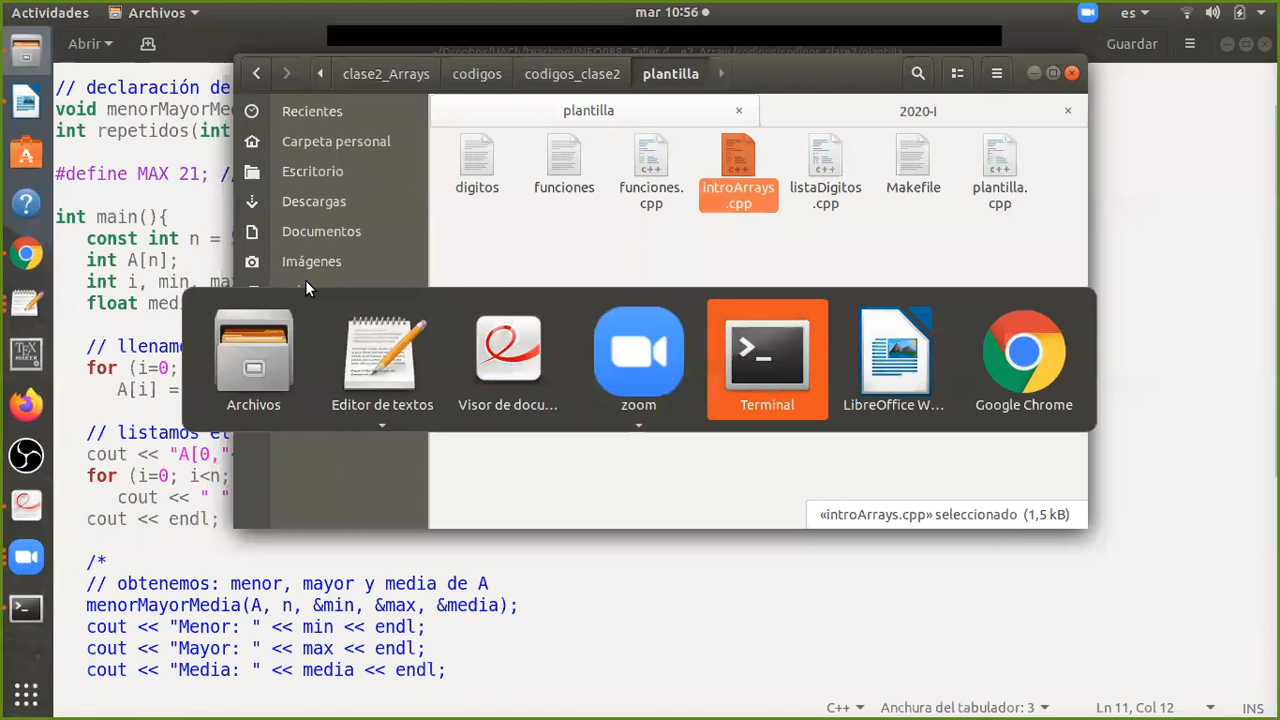 Actividades
Archivos
mar 10:56
es
Abrir
Guardar
clase2_Arrays
codigos
codigos_clase2
plantilla
plantilla
2020-I
Recientes
Carpeta personal
Escritorio
Descargas
Documentos
Imágenes
digitos
funciones
funciones.
cpp
introArrays
.cpp
listaDigitos
.cpp
Makefile
plantilla.
cpp
Archivos
Editor de textos
Visor de docu...
zoom
Terminal
LibreOffice W...
Google Chrome
«introArrays.cpp» seleccionado (1,5 kB)
// declaración de
void menorMayorMe
int repetidos(int
#define MAX 21; //
int main(){
const int n =
int A[n];
int i, min, max
float medi
// llenamo
for (i=0;
A[i] =
// listamos el
cout << "A[0,"
for (i=0; i<n;
cout << " "
cout << endl;
/*
// obtenemos: menor, mayor y media de A
menorMayorMedia(A, n, &min, &max, &media);
cout << "Menor: " << min << endl;
cout << "Mayor: " << max << endl;
cout << "Media: " << media << endl;
C++
Anchura del tabulador: 3
Ln 11, Col 12
INS